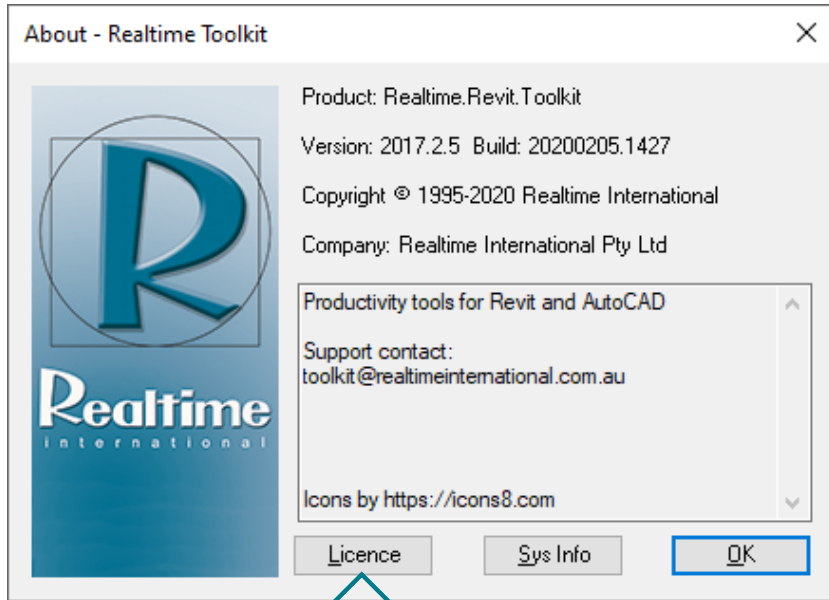 About - Realtime Toolkit
Product: Realtime.Revit.Toolkit
Version: 2017.2.5 Build: 20200205.1427
Copyright © 1995-2020 Realtime International
Company: Realtime International Pty Ltd
R
Realtime
international
Productivity tools for Revit and AutoCAD
Support contact:
toolkit@realtimeinternational.com.au
Icons by https://icons8.com
Licence
Sys Info
OK